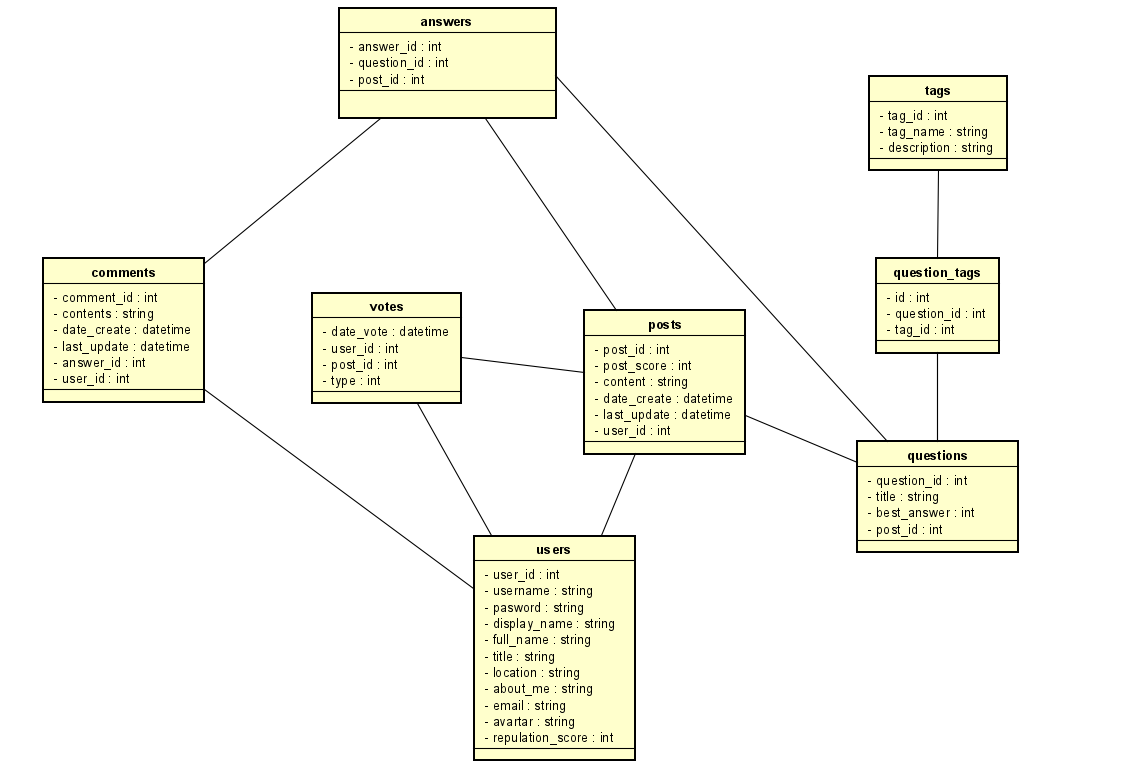 answers
- answer_id : int
- question_id : int
- post_id : int
tags
- tag_id : int
- tag_name : string
- description : string
comments
- comment_id : int
- contents : string
- date_create : datetime
- last_update : datetime
- answer_id : int
- user_id : int
votes
- date_vote : datetime
- user_id : int
- post_id : int
- type : int
posts
- post_id : int
- post_score : int
- content : string
- date_create : datetime
- last_update : datetime
- user_id : int
question_tags
- id : int
- question_id : int
- tag_id : int
questions
- question_id : int
- title : string
- best_answer : int
- post_id : int
users
- user_id : int
- username : string
- pasword : string
- display_name : string
- full_name : string
- title : string
- location : string
- about_me : string
- email : string
- avartar : string
- repulation_score : int